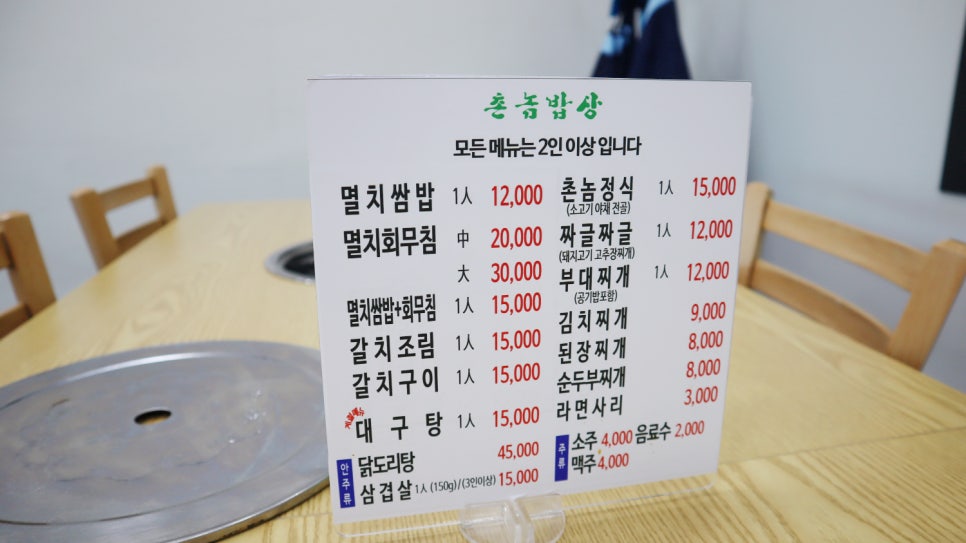 촌놈밥상
모든 메뉴는 2인 이상 입니다
멸치쌈밥 1人 12,000
멸치회무침 中 20,000
大 30,000
멸치쌈밥+회무침 1人 15,000
갈치조림 1人 15,000
갈치구이 1人 15,000
대구탕 1人 15,000
안주류
닭도리탕 45,000
삼겹살 1人 (150g)/(3인이상) 15,000
촌놈정식 1人 15,000
(소고기 야채 전골)
짜글짜글 1人 12,000
(돼지고기 고추장찌개)
부대찌개 1人 12,000
(공기밥포함)
김치찌개 9,000
된장찌개 8,000
순두부찌개 8,000
라면사리 3,000
주류
소주 4,000 음료수 2,000
맥주 4,000